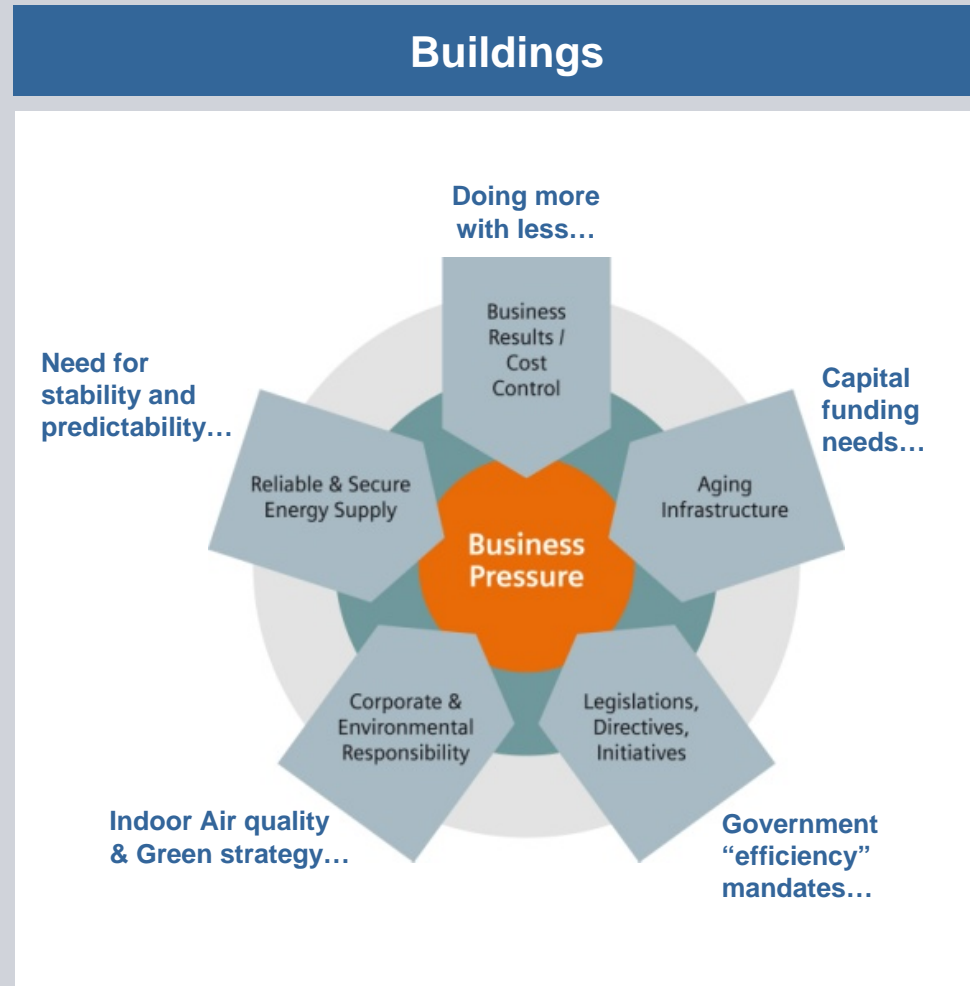 Buildings
Doing more
with less…
Business
Results /
Cost
Control
Need for
stability and
predictability…
Capital
funding
needs…
Reliable & Secure
Energy Supply
Aging
Infrastructure
Business
Pressure
Corporate &
Environmental
Responsibility
Legislations,
Directives,
Initiatives
Indoor Air quality
& Green strategy…
Government
“efficiency”
mandates…